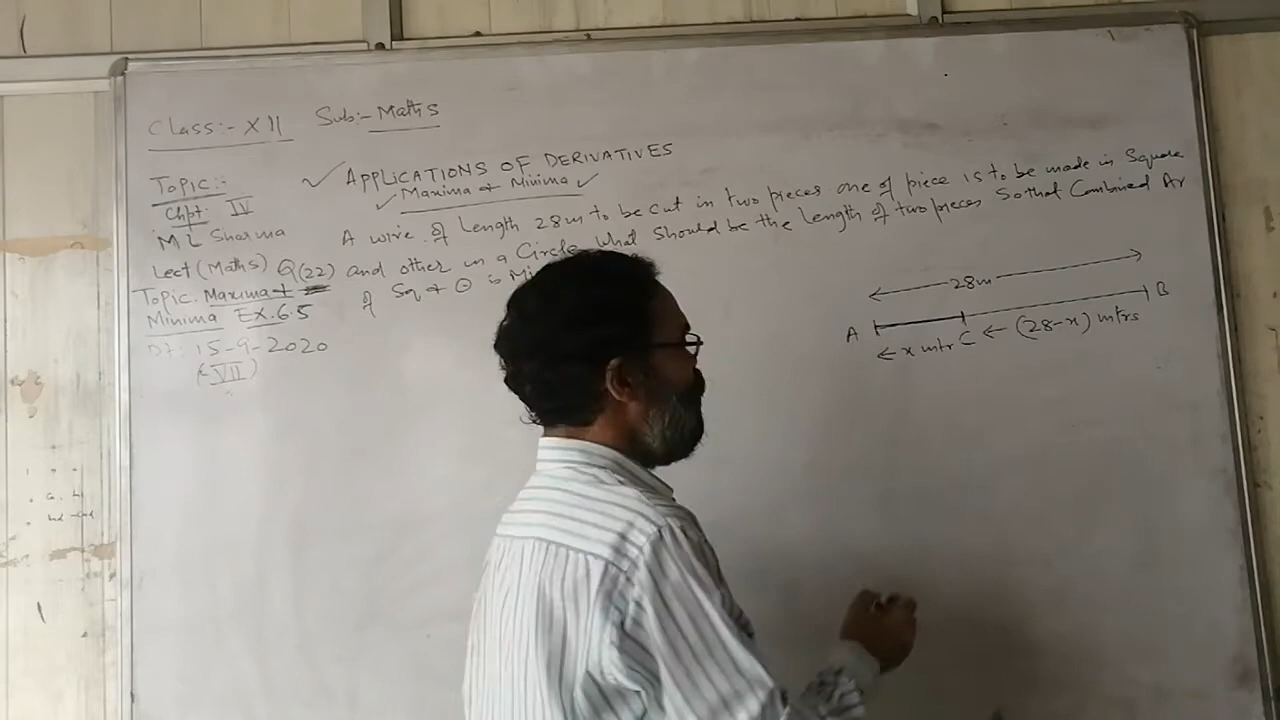 Class:- XII Sub:- Maths
Topic:-
✓ APPLICATIONS OF DERIVATIVES
✓ Maxima & Minima ✓
Chpt: IV
M L Sharma
Lect (Maths)
Topic. Maxima &
Minima EX.6.5
Dt: 15-9-2020
(VII)
A wire of Length 28m to be cut in two pieces one of piece is to be made in Square
Q(22) and other in a Circle What Should be the Length of two pieces So that Combined Ar
of Sq & ⊙ is Mi
28m
A C B
← x mtr ← (28-x) mtrs